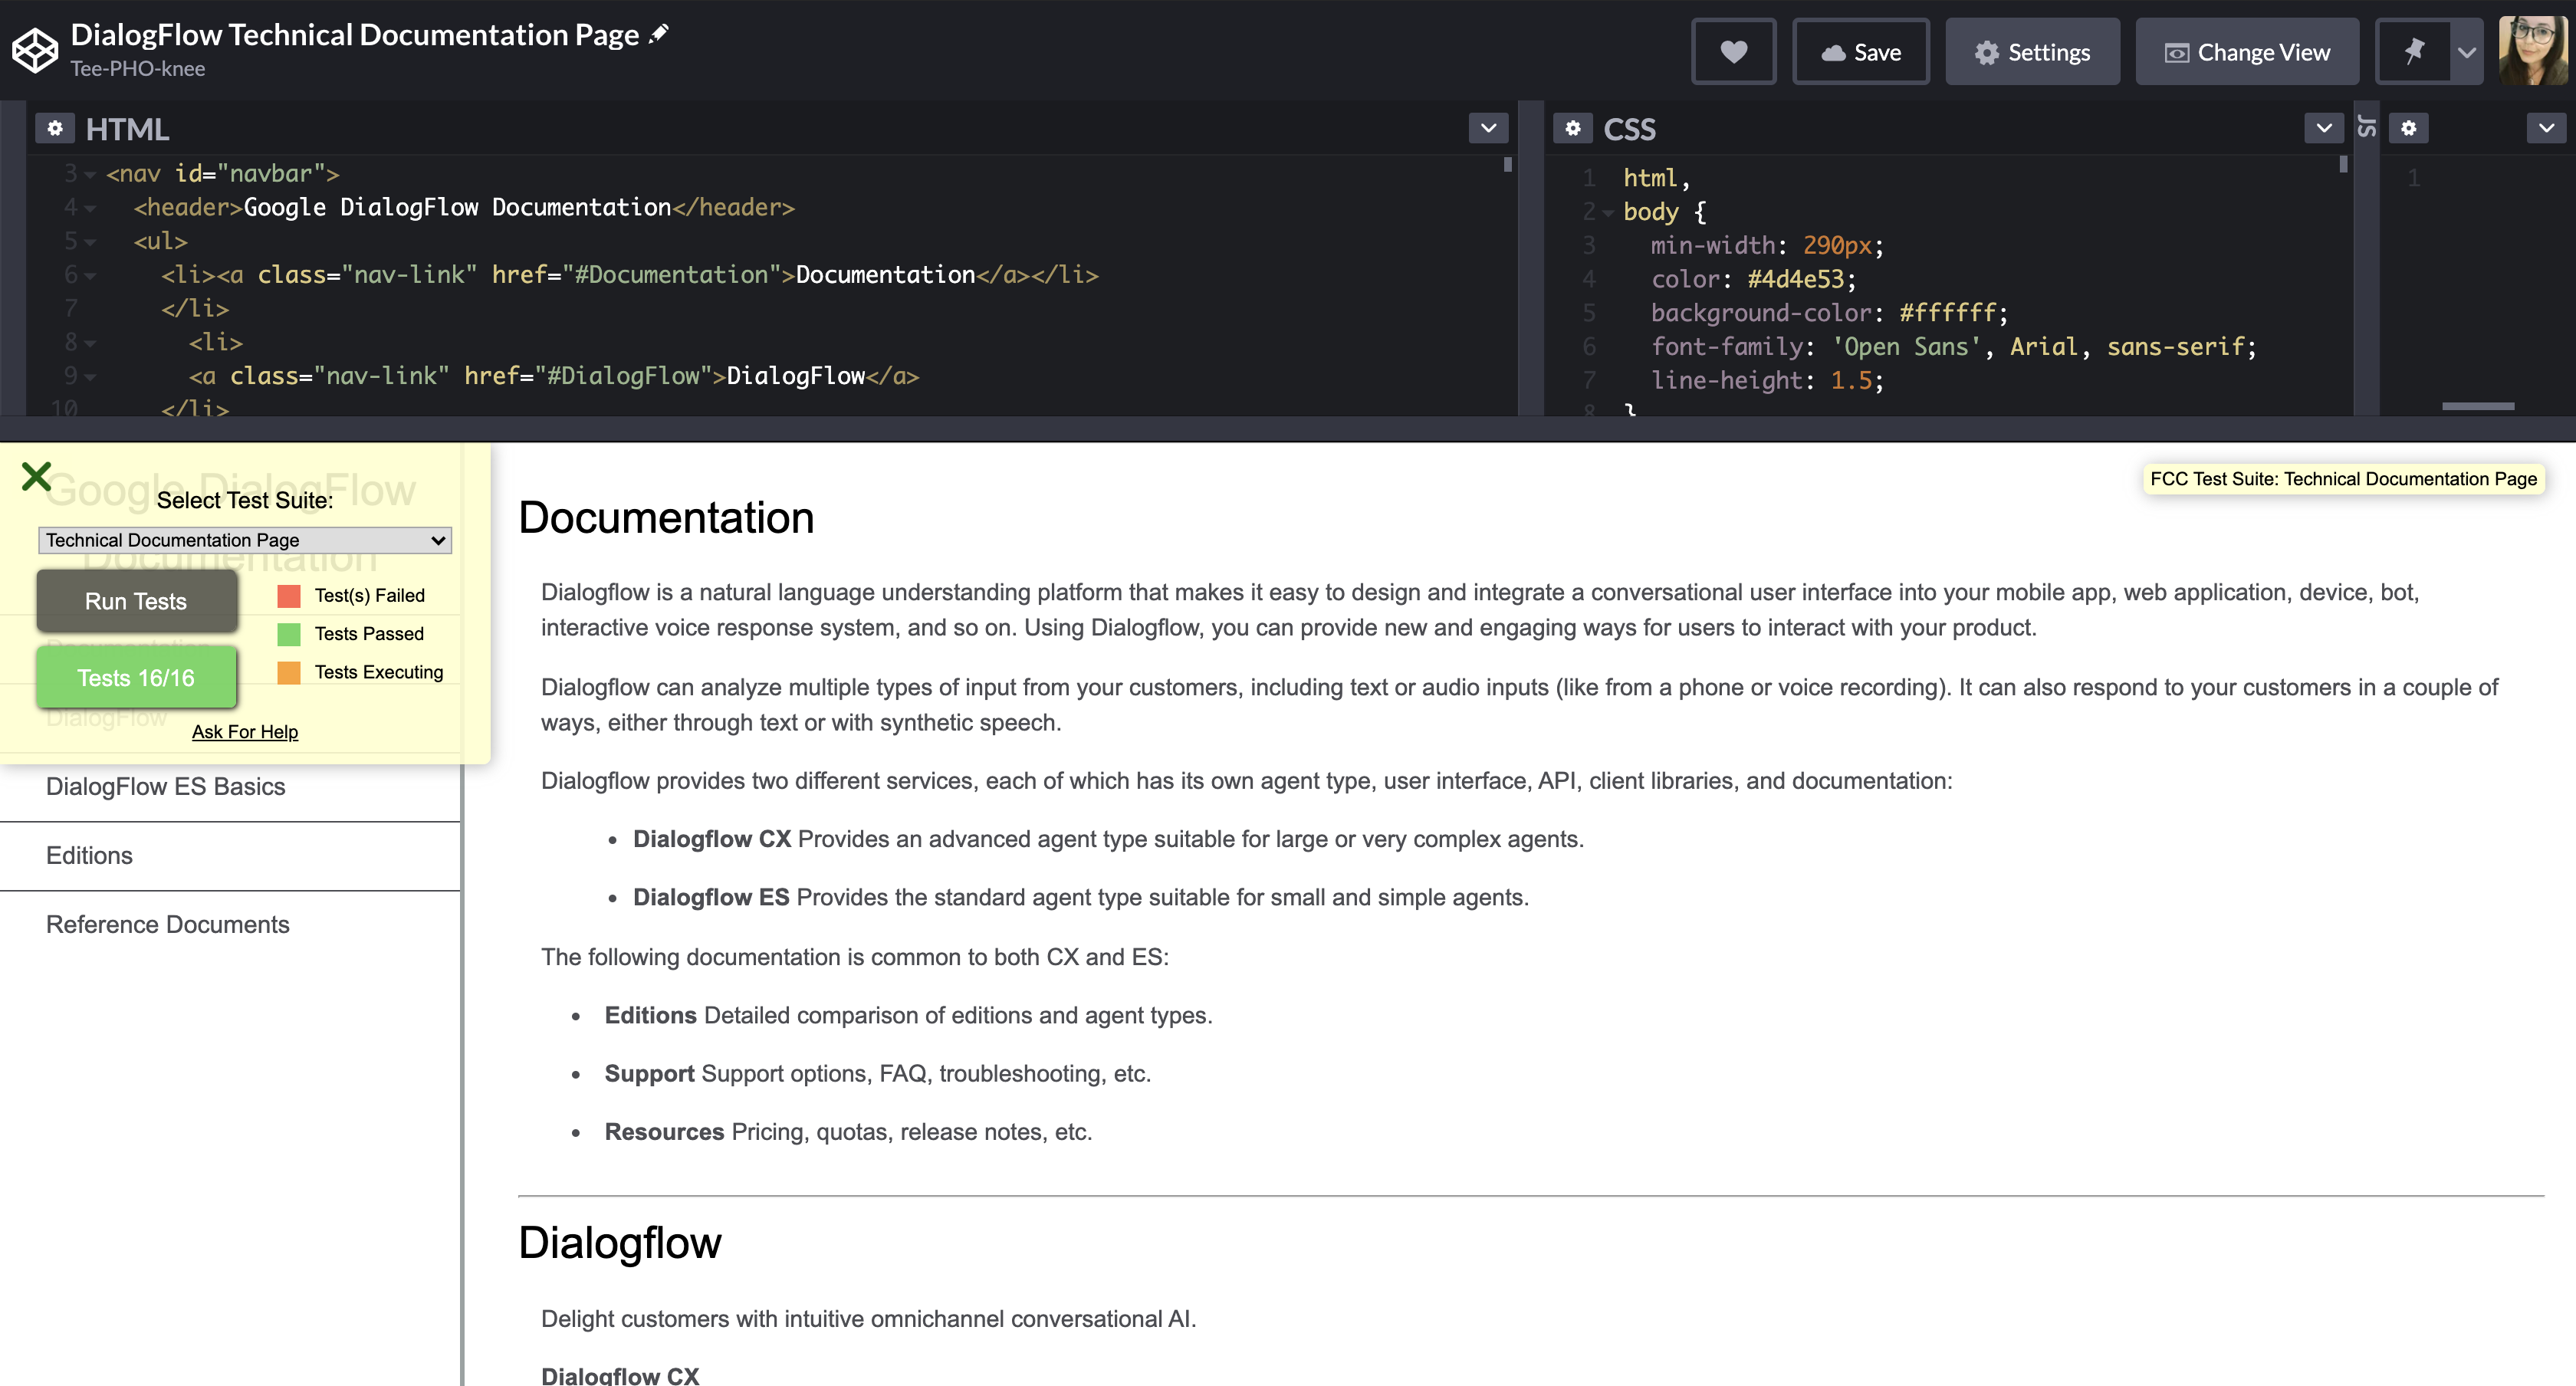 DialogFlow Technical Documentation Page
Tee-PHO-knee
Save
Settings
Change View
HTML
3 <nav id="navbar">
4 <header>Google DialogFlow Documentation</header>
5 <ul>
6 <li><a class="nav-link" href="#Documentation">Documentation</a></li>
7 </li>
8 <li>
9 <a class="nav-link" href="#DialogFlow">DialogFlow</a>
10 </li>
CSS
1 html,
2 body {
3 min-width: 290px;
4 color: #4d4e53;
5 background-color: #ffffff;
6 font-family: 'Open Sans', Arial, sans-serif;
7 line-height: 1.5;
8 }
JS
1
Google DialogFlow
Documentation
Select Test Suite:
Technical Documentation Page
Run Tests
Test(s) Failed
Tests Passed
Documentation
Tests 16/16
Tests Executing
DialogFlow
Ask For Help
DialogFlow ES Basics
Editions
Reference Documents
FCC Test Suite: Technical Documentation Page
Documentation
Dialogflow is a natural language understanding platform that makes it easy to design and integrate a conversational user interface into your mobile app, web application, device, bot,
interactive voice response system, and so on. Using Dialogflow, you can provide new and engaging ways for users to interact with your product.
Dialogflow can analyze multiple types of input from your customers, including text or audio inputs (like from a phone or voice recording). It can also respond to your customers in a couple of
ways, either through text or with synthetic speech.
Dialogflow provides two different services, each of which has its own agent type, user interface, API, client libraries, and documentation:
• Dialogflow CX Provides an advanced agent type suitable for large or very complex agents.
• Dialogflow ES Provides the standard agent type suitable for small and simple agents.
The following documentation is common to both CX and ES:
• Editions Detailed comparison of editions and agent types.
• Support Support options, FAQ, troubleshooting, etc.
• Resources Pricing, quotas, release notes, etc.
Dialogflow
Delight customers with intuitive omnichannel conversational AI.
Dialogflow CX